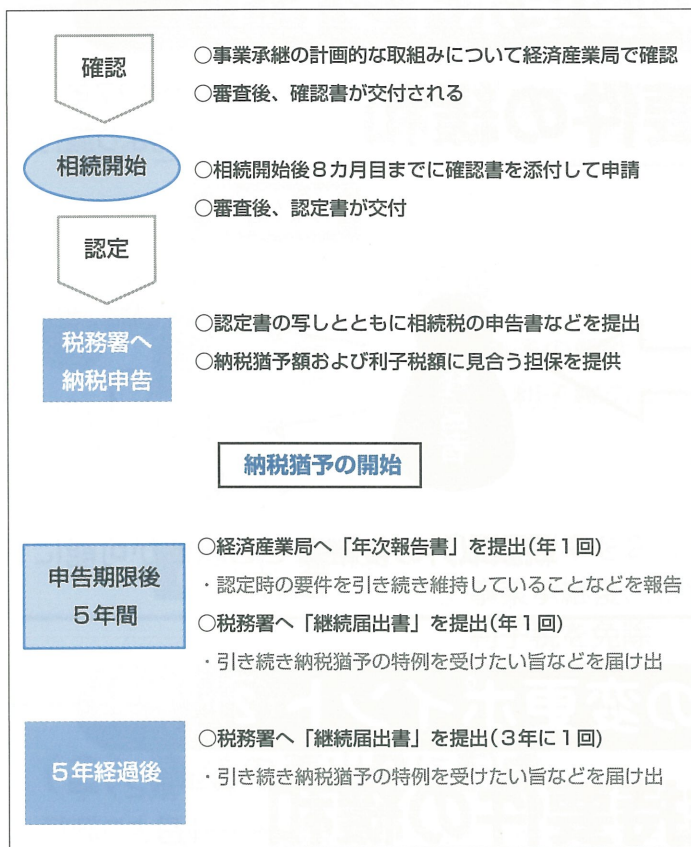 確認
○事業承継の計画的な取組みについて経済産業局で確認
○審査後、確認書が交付される
相続開始
○相続開始後8カ月目までに確認書を添付して申請
○審査後、認定書が交付
認定
税務署へ
納税申告
○認定書の写しとともに相続税の申告書などを提出
○納税猶予額および利子税額に見合う担保を提供
納税猶予の開始
申告期限後
5年間
○経済産業局へ「年次報告書」を提出(年1回)
・認定時の要件を引き続き維持していることなどを報告
○税務署へ「継続届出書」を提出(年1回)
・引き続き納税猶予の特例を受けたい旨などを届け出
5年経過後
○税務署へ「継続届出書」を提出(3年に1回)
・引き続き納税猶予の特例を受けたい旨などを届け出